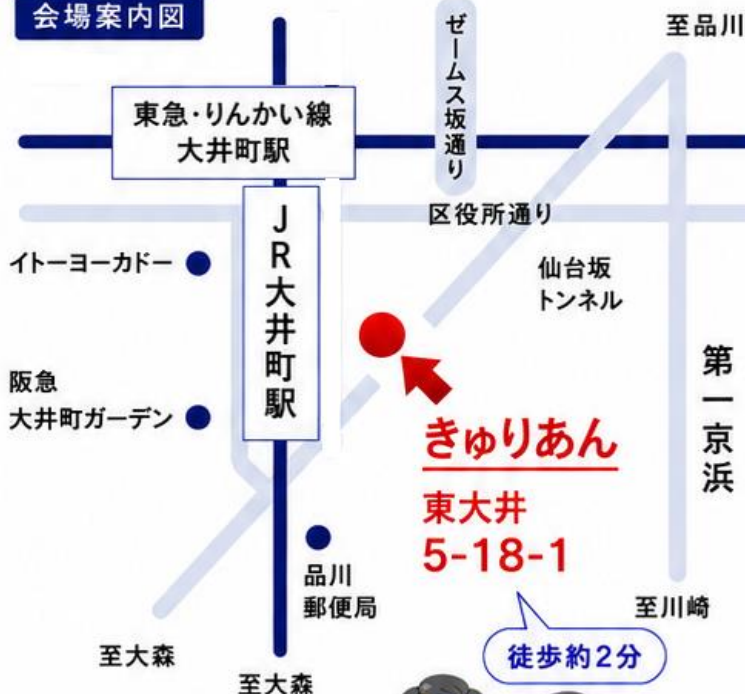 会場案内図
至品川
ゼームス坂通り
東急・りんかい線
大井町駅
区役所通り
JR大井町駅
イトーヨーカドー
仙台坂
トンネル
阪急
大井町ガーデン
第一京浜
きゅりあん
東大井
5-18-1
品川
郵便局
至川崎
徒歩約2分
至大森
至大森